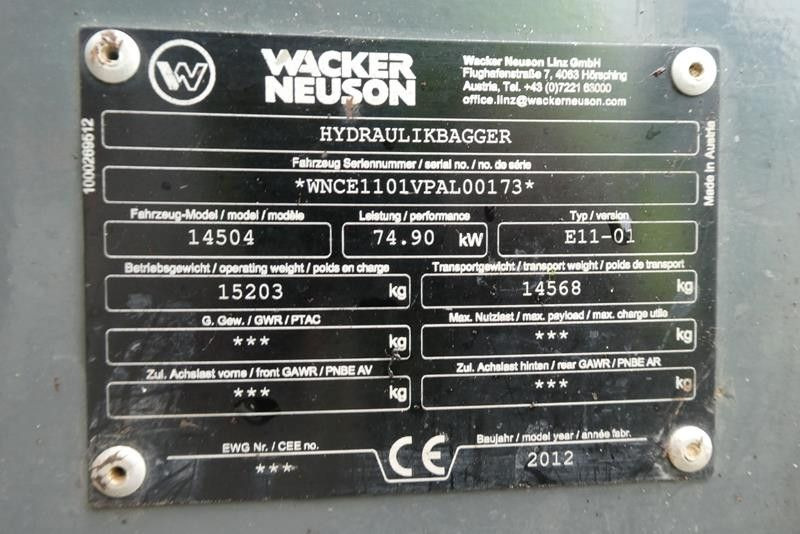 W
WACKER
NEUSON
Wacker Neuson Linz GmbH
Flughafenstraße 7, 4063 Hörsching
Austria, Tel. +43 (0)7221 63000
office.linz@wackerneuson.com
1000269512
Made in Austria
HYDRAULIKBAGGER
Fahrzeug Seriennummer / serial no. / no. de série
*WNCE1101VPAL00173*
Fahrzeug-Model / model / modèle
14504
Leistung / performance
74.90 kW
Typ / version
E11-01
Betriebsgewicht / operating weight / poids en charge
15203 kg
Transportgewicht / transport weight / poids de transport
14568 kg
G. Gew. / GWR / PTAC
*** kg
Max. Nutzlast / max. payload / max. charge utile
*** kg
Zul. Achslast vorne / front GAWR / PNBE AV
*** kg
Zul. Achslast hinten / rear GAWR / PNBE AR
*** kg
EWG Nr. / CEE no.
***
CE
Baujahr / model year / année fabr.
2012